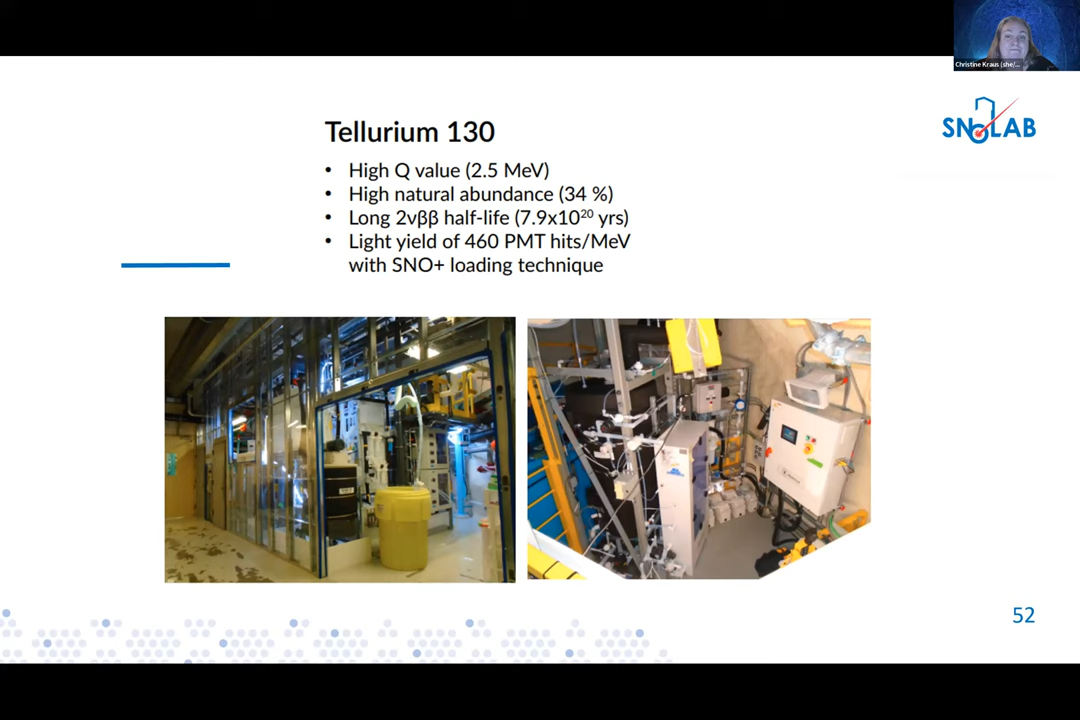 Christine Kraus (she/...
SNOLAB
Tellurium 130
• High Q value (2.5 MeV)
• High natural abundance (34 %)
• Long 2νββ half-life (7.9x10²⁰ yrs)
• Light yield of 460 PMT hits/MeV
with SNO+ loading technique
52